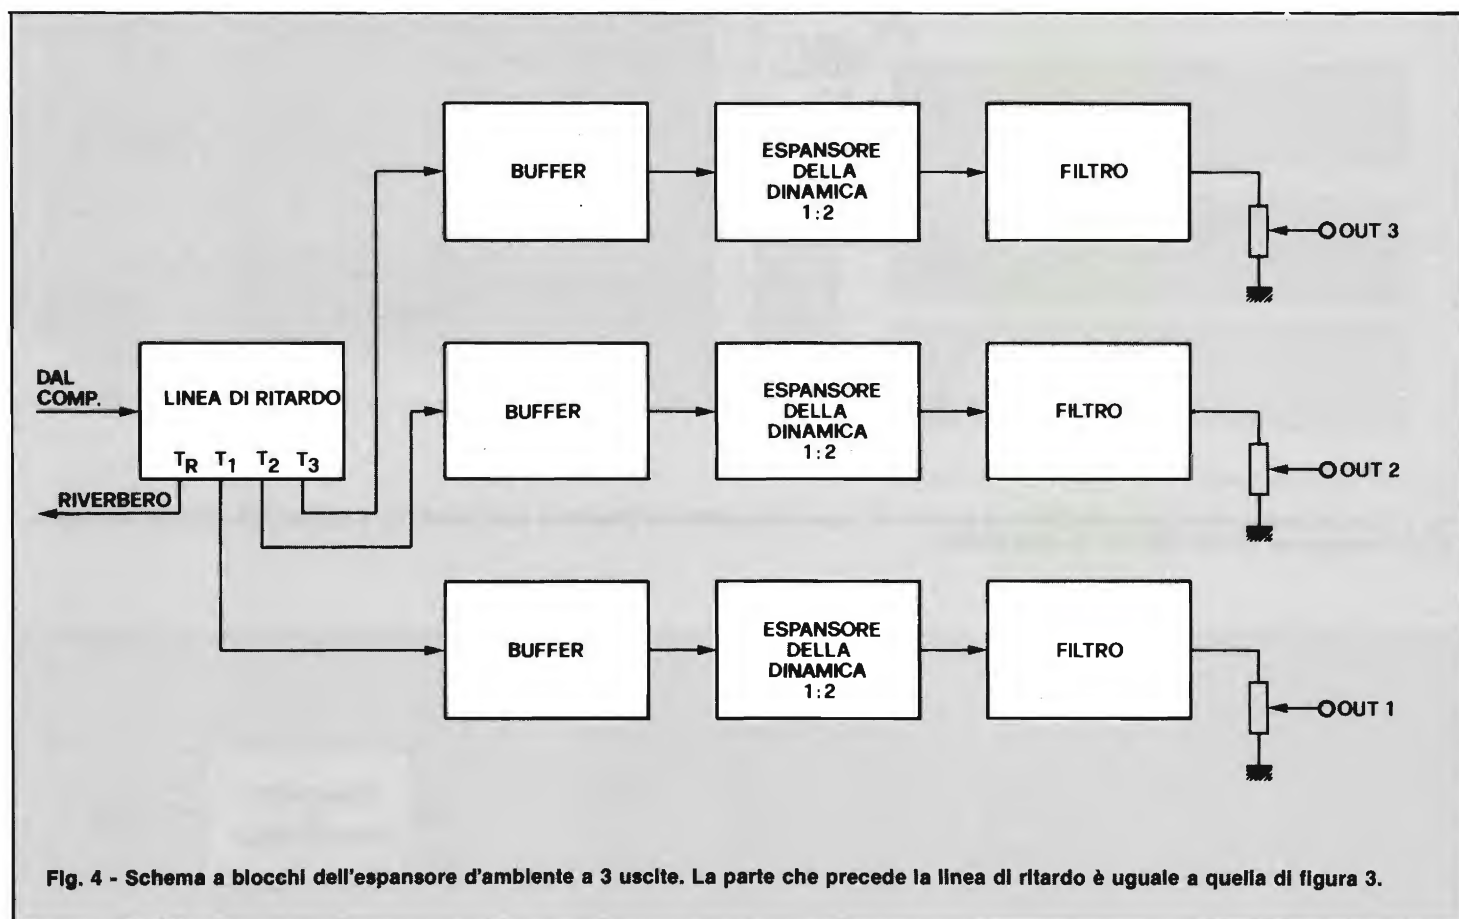 BUFFER
ESPANSORE
DELLA
DINAMICA
1:2
FILTRO
OUT 3
DAL
COMP.
LINEA DI RITARDO
TR T1 T2 T3
RIVERBERO
BUFFER
ESPANSORE
DELLA
DINAMICA
1:2
FILTRO
OUT 2
BUFFER
ESPANSORE
DELLA
DINAMICA
1:2
FILTRO
OUT 1
Fig. 4 - Schema a blocchi dell'espansore d'ambiente a 3 uscite. La parte che precede la linea di ritardo è uguale a quella di figura 3.